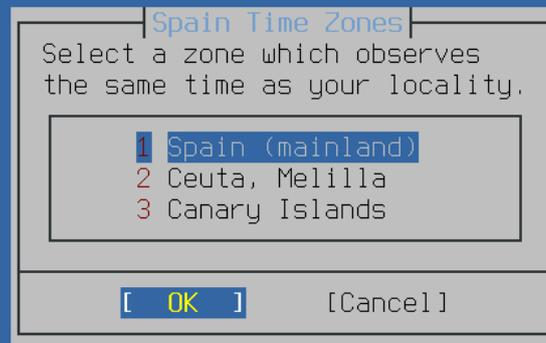 Spain Time Zones
Select a zone which observes
the same time as your locality.
1 Spain (mainland)
2 Ceuta, Melilla
3 Canary Islands
[ OK ] [Cancel]